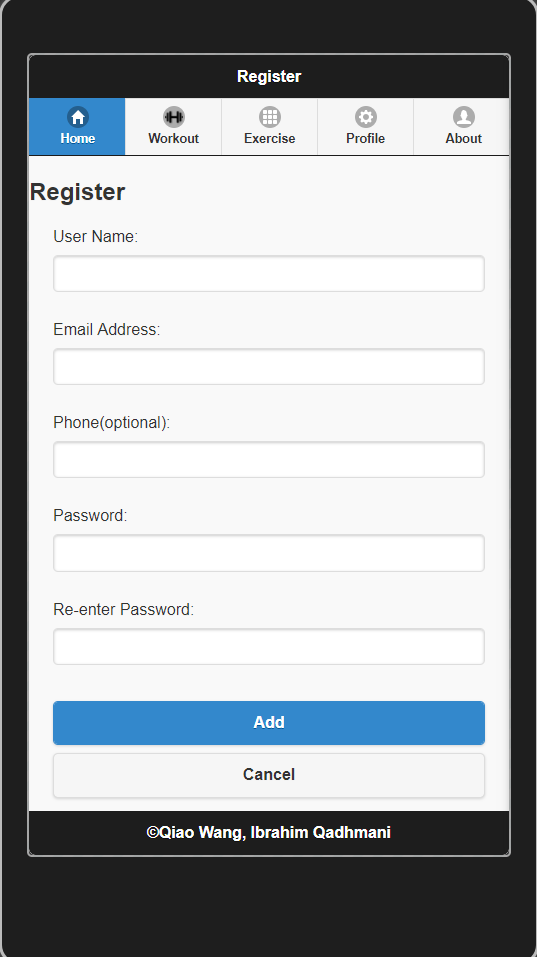 Register
Home Workout Exercise Profile About
Register
User Name:
Email Address:
Phone(optional):
Password:
Re-enter Password:
Add
Cancel
©Qiao Wang, Ibrahim Qadhmani